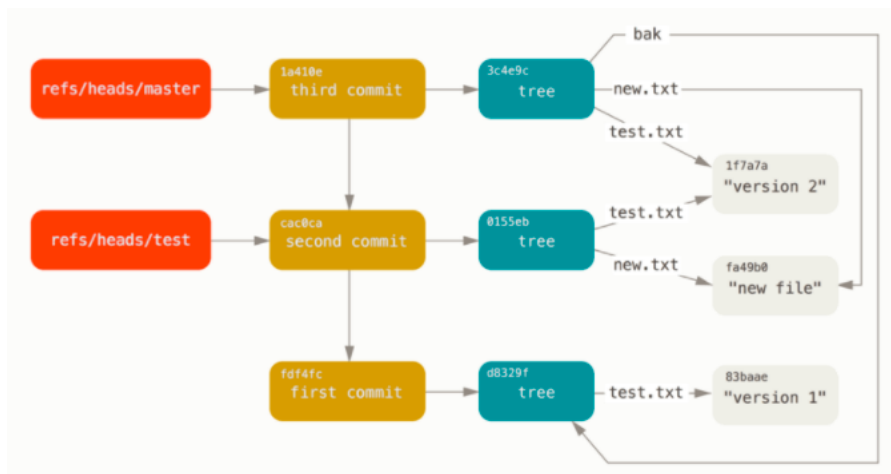 bak
refs/heads/master
1a410e
third commit
3c4e9c
tree
new.txt
test.txt
1f7a7a
"version 2"
refs/heads/test
cac0ca
second commit
0155eb
tree
test.txt
new.txt
fa49b0
"new file"
fdf4fc
first commit
d8329f
tree
test.txt
83baae
"version 1"